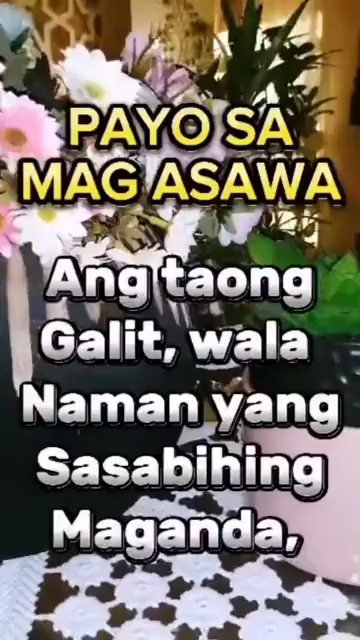 PAYO SA
MAG ASAWA
Ang taong
Galit, wala
Naman yang
Sasabihing
Maganda,